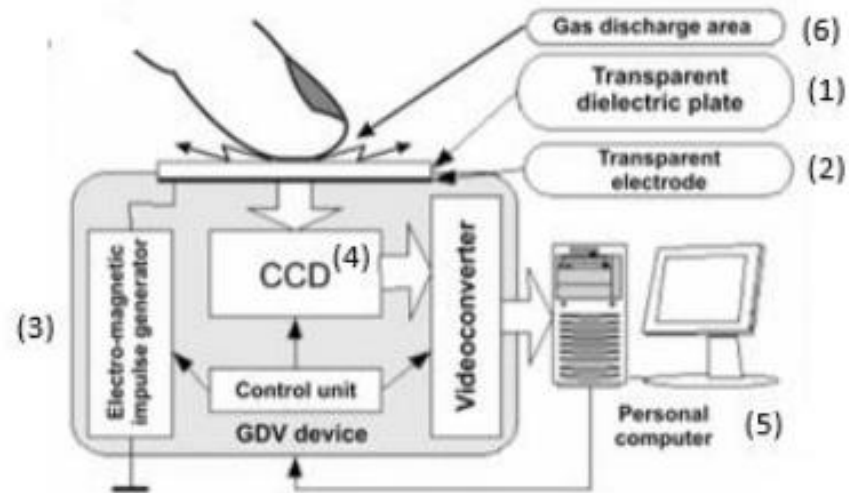 Gas discharge area (6)
Transparent
dielectric plate (1)
Transparent
electrode (2)
Electro-magnetic
impulse generator
(3)
CCD (4)
Videoconverter
Control unit
GDV device
Personal
computer (5)